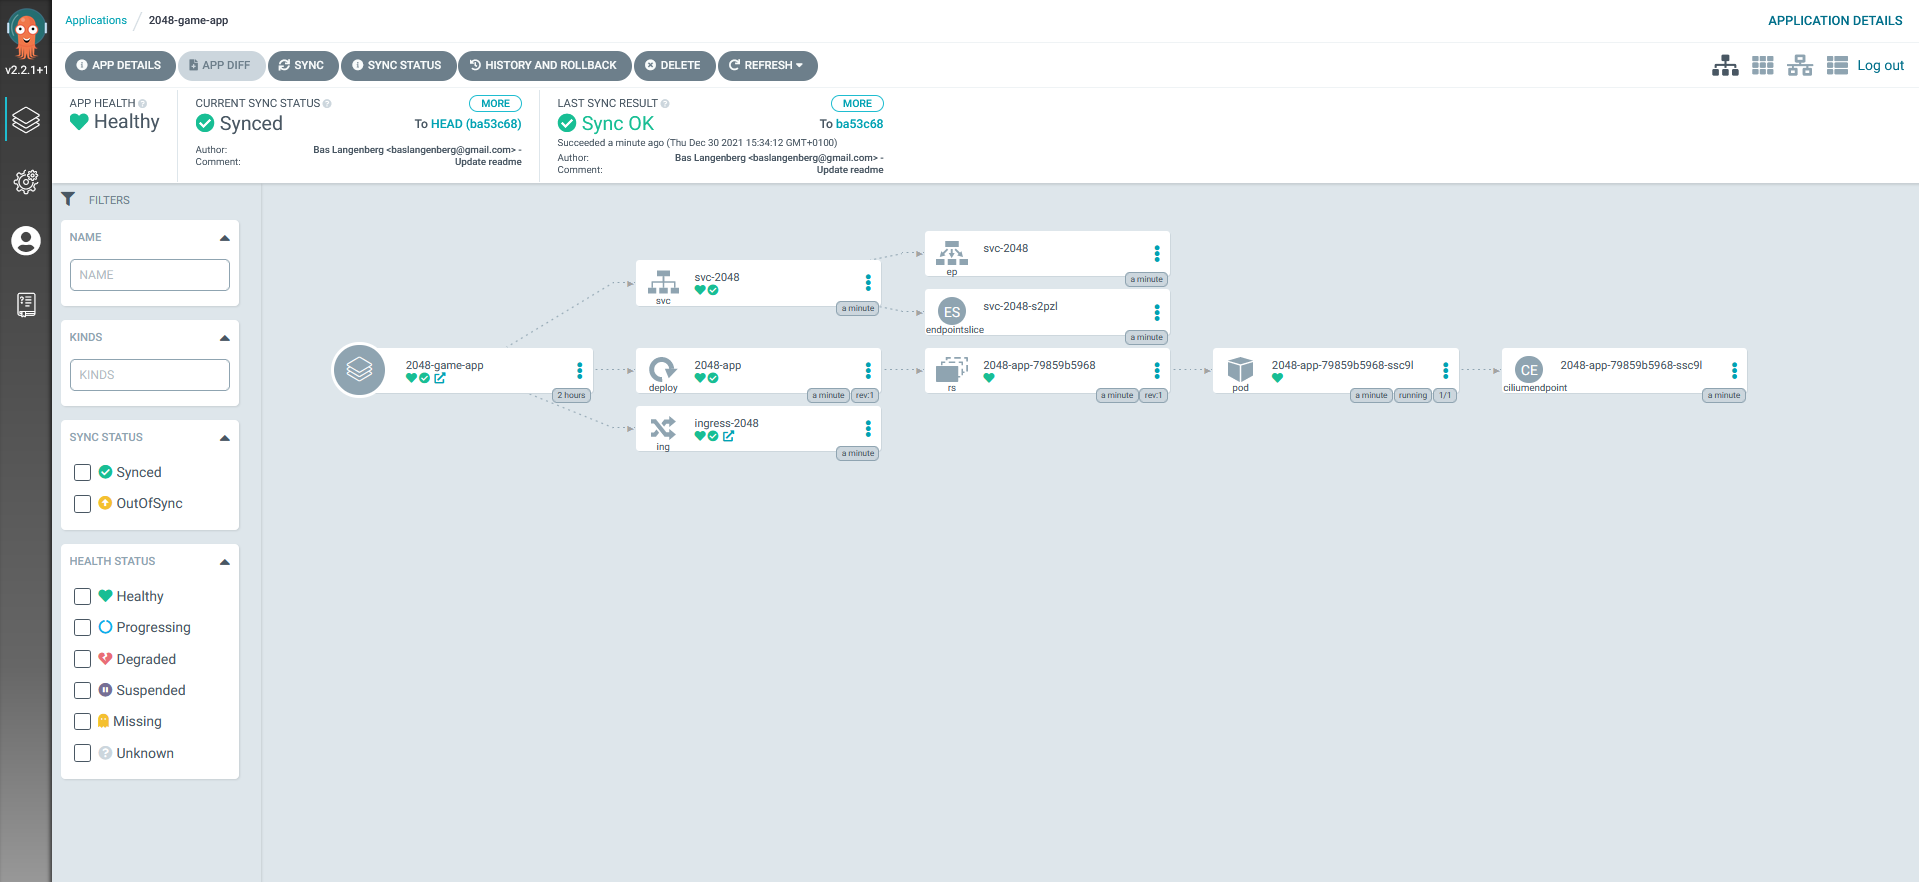 Applications / 2048-game-app
APPLICATION DETAILS
v2.2.1+1
APP DETAILS
APP DIFF
SYNC
SYNC STATUS
HISTORY AND ROLLBACK
DELETE
REFRESH
Log out
APP HEALTH
Healthy
CURRENT SYNC STATUS
MORE
Synced
To HEAD (ba53c68)
Author: Bas Langenberg <baslangenberg@gmail.com> -
Comment: Update readme
LAST SYNC RESULT
MORE
Sync OK
To ba53c68
Succeeded a minute ago (Thu Dec 30 2021 15:34:12 GMT+0100)
Author: Bas Langenberg <baslangenberg@gmail.com> -
Comment: Update readme
FILTERS
NAME
NAME
KINDS
KINDS
SYNC STATUS
Synced
OutOfSync
HEALTH STATUS
Healthy
Progressing
Degraded
Suspended
Missing
Unknown
2048-game-app
2 hours
svc-2048
svc
a minute
2048-app
deploy
a minute
rev:1
ingress-2048
ing
a minute
svc-2048
ep
a minute
ES
svc-2048-s2pzl
endpointslice
a minute
2048-app-79859b5968
rs
a minute
rev:1
2048-app-79859b5968-ssc9l
pod
a minute
running
1/1
CE
2048-app-79859b5968-ssc9l
ciliumendpoint
a minute